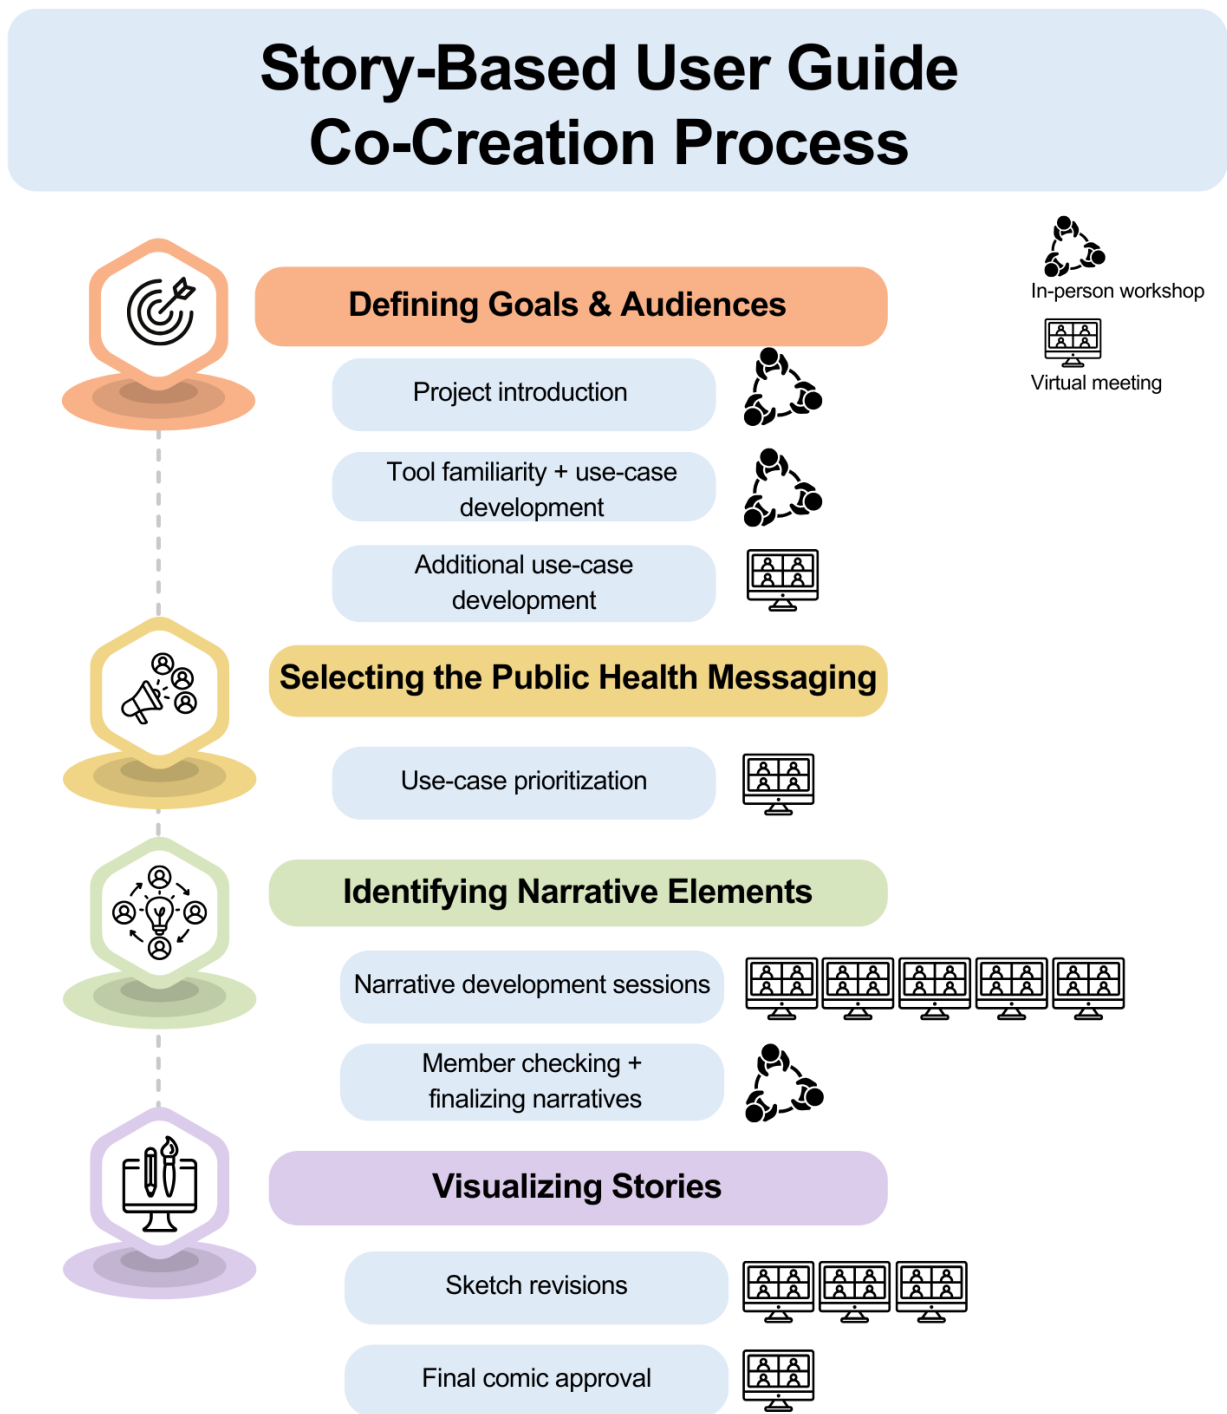 Story-Based User Guide
Co-Creation Process
In-person workshop
Virtual meeting
Defining Goals & Audiences
Project introduction
Tool familiarity + use-case
development
Additional use-case
development
Selecting the Public Health Messaging
Use-case prioritization
Identifying Narrative Elements
Narrative development sessions
Member checking +
finalizing narratives
Visualizing Stories
Sketch revisions
Final comic approval